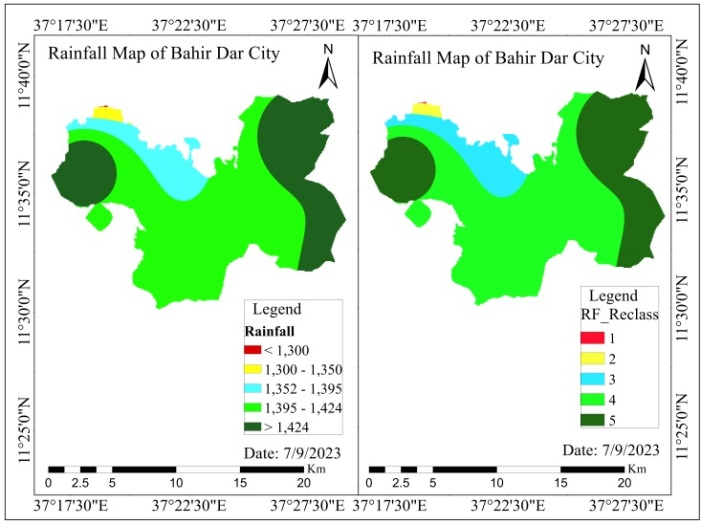 37°17'30"E 37°22'30"E 37°27'30"E
37°17'30"E 37°22'30"E 37°27'30"E
Rainfall Map of Bahir Dar City
N
Rainfall Map of Bahir Dar City
N
11°40'0"N
11°35'0"N
11°30'0"N
11°25'0"N
11°40'0"N
11°35'0"N
11°30'0"N
11°25'0"N
Legend
Rainfall
< 1,300
1,300 - 1,350
1,352 - 1,395
1,395 - 1,424
> 1,424
Date: 7/9/2023
Km
0 2.5 5 10 15 20
Legend
RF_Reclass
1
2
3
4
5
Date: 7/9/2023
Km
0 2.5 5 10 15 20
37°17'30"E 37°22'30"E 37°27'30"E
37°17'30"E 37°22'30"E 37°27'30"E